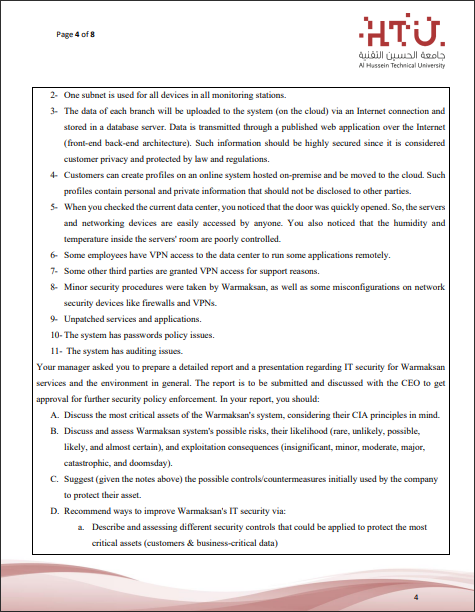 Page 4 of 8
HTU
جامعة الحسين التقنية
Al Hussein Technical University
2- One subnet is used for all devices in all monitoring stations.
3- The data of each branch will be uploaded to the system (on the cloud) via an Internet connection and
stored in a database server. Data is transmitted through a published web application over the Internet
(front-end back-end architecture). Such information should be highly secured since it is considered
customer privacy and protected by law and regulations.
4- Customers can create profiles on an online system hosted on-premise and be moved to the cloud. Such
profiles contain personal and private information that should not be disclosed to other parties.
5- When you checked the current data center, you noticed that the door was quickly opened. So, the servers
and networking devices are easily accessed by anyone. You also noticed that the humidity and
temperature inside the servers' room are poorly controlled.
6- Some employees have VPN access to the data center to run some applications remotely.
7- Some other third parties are granted VPN access for support reasons.
8- Minor security procedures were taken by Warmaksan, as well as some misconfigurations on network
security devices like firewalls and VPNs.
9- Unpatched services and applications.
10- The system has passwords policy issues.
11- The system has auditing issues.
Your manager asked you to prepare a detailed report and a presentation regarding IT security for Warmaksan
services and the environment in general. The report is to be submitted and discussed with the CEO to get
approval for further security policy enforcement. In your report, you should:
A. Discuss the most critical assets of the Warmaksan's system, considering their CIA principles in mind.
B. Discuss and assess Warmaksan system's possible risks, their likelihood (rare, unlikely, possible,
likely, and almost certain), and exploitation consequences (insignificant, minor, moderate, major,
catastrophic, and doomsday).
C. Suggest (given the notes above) the possible controls/countermeasures initially used by the company
to protect their asset.
D. Recommend ways to improve Warmaksan's IT security via:
a. Describe and assessing different security controls that could be applied to protect the most
critical assets (customers & business-critical data)
4